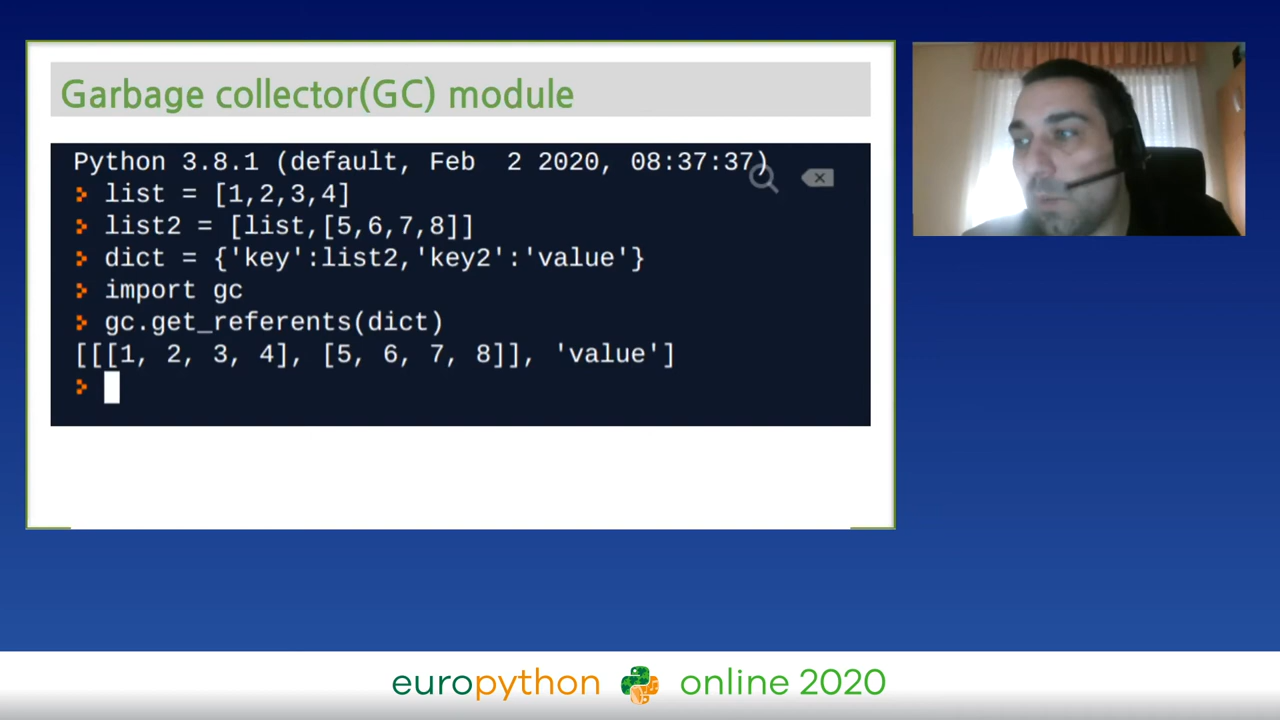 Garbage collector(GC) module
Python 3.8.1 (default, Feb  2 2020, 08:37:37)
list = [1,2,3,4]
list2 = [list,[5,6,7,8]]
dict = {'key':list2,'key2':'value'}
import gc
gc.get_referents(dict)
[[[1, 2, 3, 4], [5, 6, 7, 8]], 'value']
europython online 2020